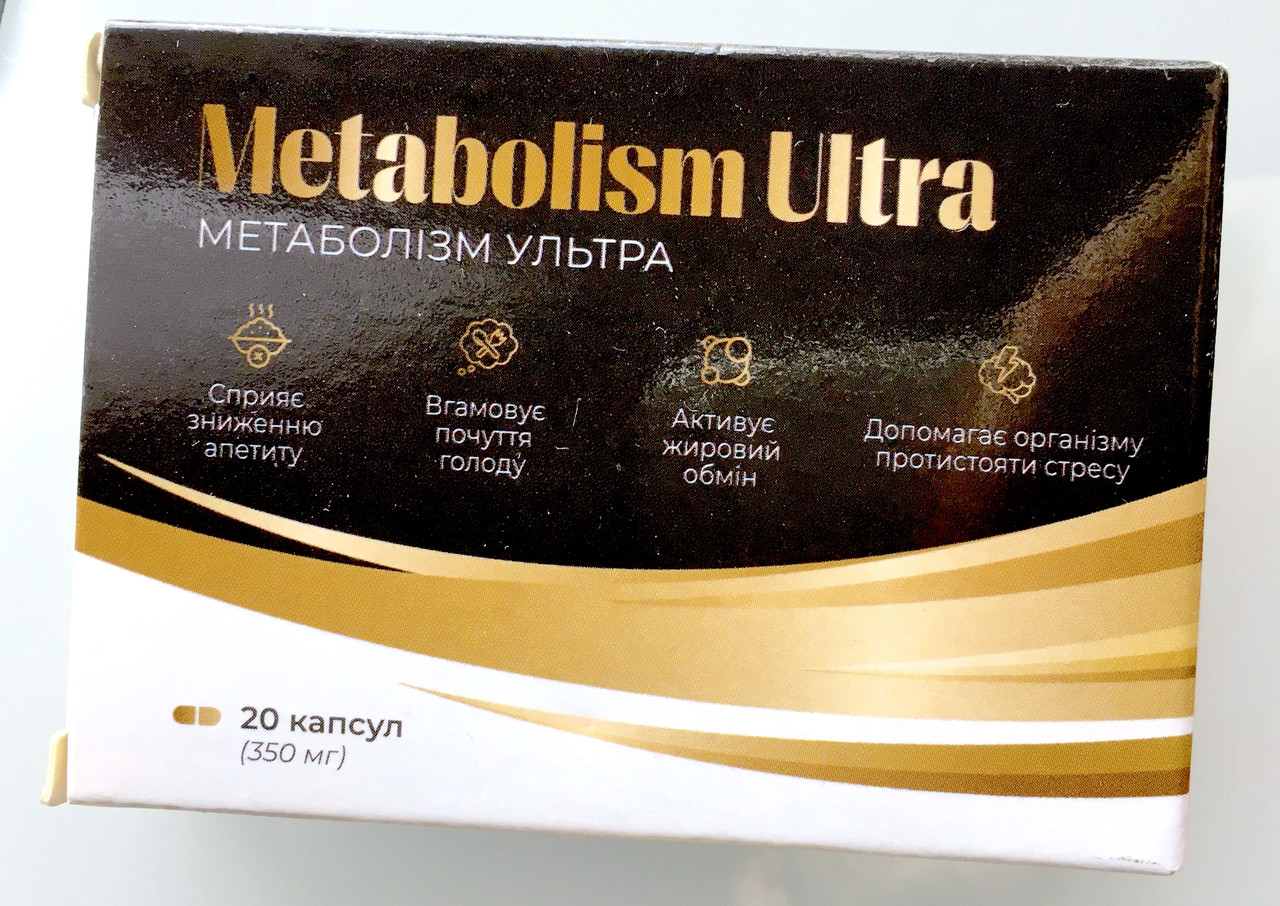 Metabolism Ultra
МЕТАБОЛІЗМ УЛЬТРА
Сприяє
зниженню
апетиту
Вгамовує
почуття
голоду
Активує
жировий
обмін
Допомагає організму
протистояти стресу
20 капсул
(350 мг)